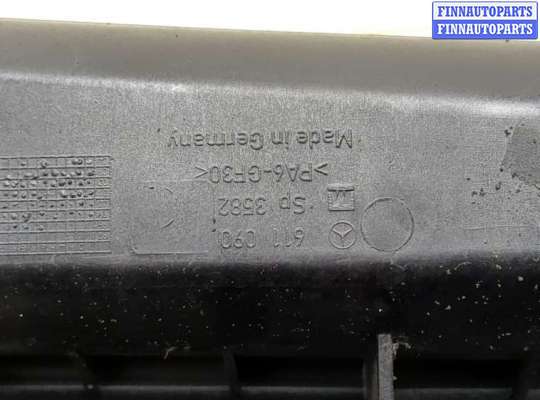 FINNAUTOPARTS
FINNAUTOPARTS
611 090
Sp 3582
>PA6-GF30<
Made in Germany